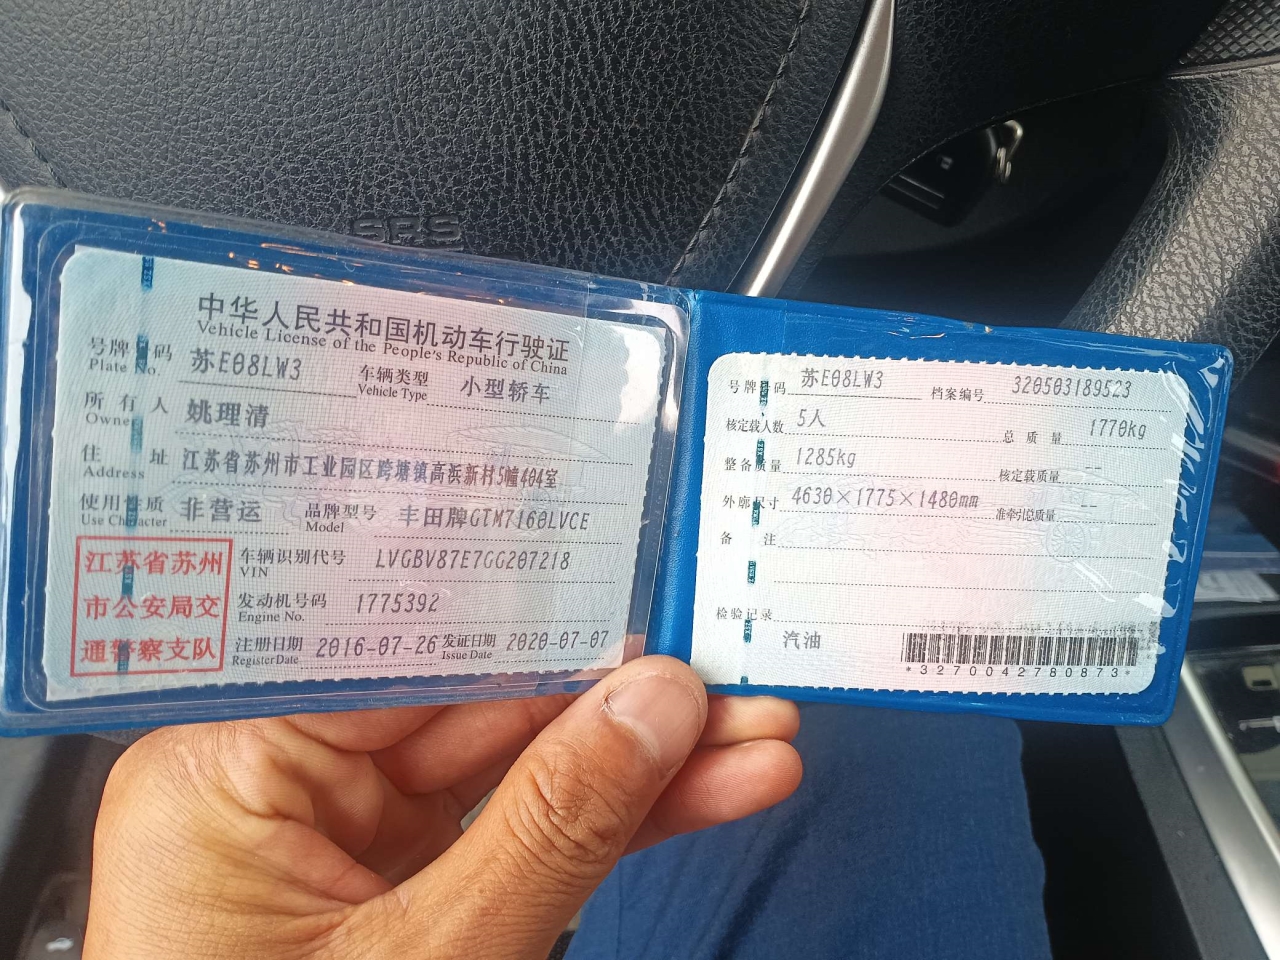 SRS
中华人民共和国机动车行驶证
Vehicle License of the People's Republic of China
号牌号码 苏E08LW3 车辆类型 小型轿车
Plate No. Vehicle Type
所有人 姚理清
Owner
住址 江苏省苏州市工业园区跨塘镇高浜新村5幢404室
Address
使用性质 非营运 品牌型号 丰田牌GTM7160LVCE
Use Character Model
江苏省苏州
市公安局交
通警察支队
车辆识别代号 LVGBV87E7GG207218
VIN
发动机号码 1775392
Engine No.
注册日期 2016-07-26 发证日期 2020-07-07
Register Date Issue Date
号牌号码 苏E08LW3 档案编号 320503189523
核定载人数 5人 总质量 1770kg
整备质量 1285kg 核定载质量 --
外廓尺寸 4630×1775×1480mm 准牵引总质量 --
备注
检验记录
汽油
*3270042780873*